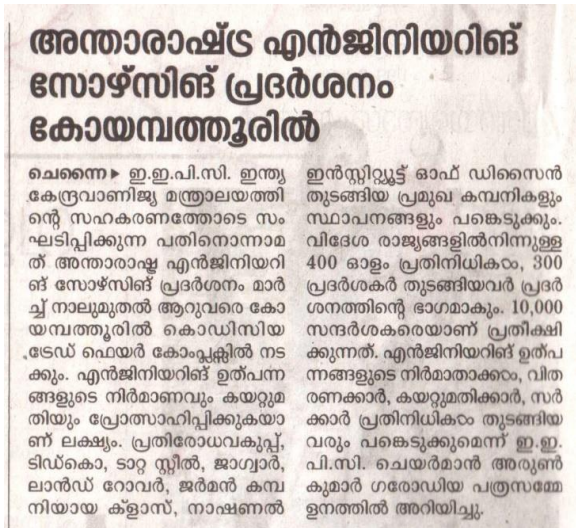 അന്താരാഷ്ട്ര എൻജിനിയറിങ്
സോഴ്സിങ് പ്രദർശനം
കോയമ്പത്തൂരിൽ
ചെന്നൈ▸ ഇ.ഇ.പി.സി. ഇന്ത്യ
കേന്ദ്രവാണിജ്യ മന്ത്രാലയത്തി
ന്റെ സഹകരണത്തോടെ സം
ഘടിപ്പിക്കുന്ന പതിനൊന്നാമ
ത് അന്താരാഷ്ട്ര എൻജിനിയറി
ങ് സോഴ്സിങ് പ്രദർശനം മാർ
ച്ച് നാലുമുതൽ ആറുവരെ കോ
യമ്പത്തൂരിൽ കൊഡിസിയ
ട്രേഡ് ഫെയർ കോംപ്ലക്സിൽ നട
ക്കും. എൻജിനിയറിങ് ഉത്പന്ന
ങ്ങളുടെ നിർമാണവും കയറ്റുമ
തിയും പ്രോത്സാഹിപ്പിക്കുകയാ
ണ് ലക്ഷ്യം. പ്രതിരോധവകുപ്പ്,
ടിഡ്കൊ, ടാറ്റ സ്റ്റീൽ, ജാഗ്വാർ,
ലാൻഡ് റോവർ, ജർമൻ കമ്പ
നിയായ ക്ളാസ്, നാഷണൽ
ഇൻസ്റ്റിറ്റ്യൂട്ട് ഓഫ് ഡിസൈൻ
തുടങ്ങിയ പ്രമുഖ കമ്പനികളും
സ്ഥാപനങ്ങളും പങ്കെടുക്കും.
വിദേശ രാജ്യങ്ങളിൽനിന്നുള്ള
400 ഓളം പ്രതിനിധികൾ, 300
പ്രദർശകർ തുടങ്ങിയവർ പ്രദർ
ശനത്തിന്റെ ഭാഗമാകും. 10,000
സന്ദർശകരെയാണ് പ്രതീക്ഷി
ക്കുന്നത്. എൻജിനിയറിങ് ഉത്പ
ന്നങ്ങളുടെ നിർമാതാക്കൾ, വിത
രണക്കാർ, കയറ്റുമതിക്കാർ, സർ
ക്കാർ പ്രതിനിധികൾ തുടങ്ങിയ
വരും പങ്കെടുക്കുമെന്ന് ഇ.ഇ.
പി.സി. ചെയർമാൻ അരുൺ
കുമാർ ഗരോഡിയ പത്രസമ്മേ
ളനത്തിൽ അറിയിച്ചു.